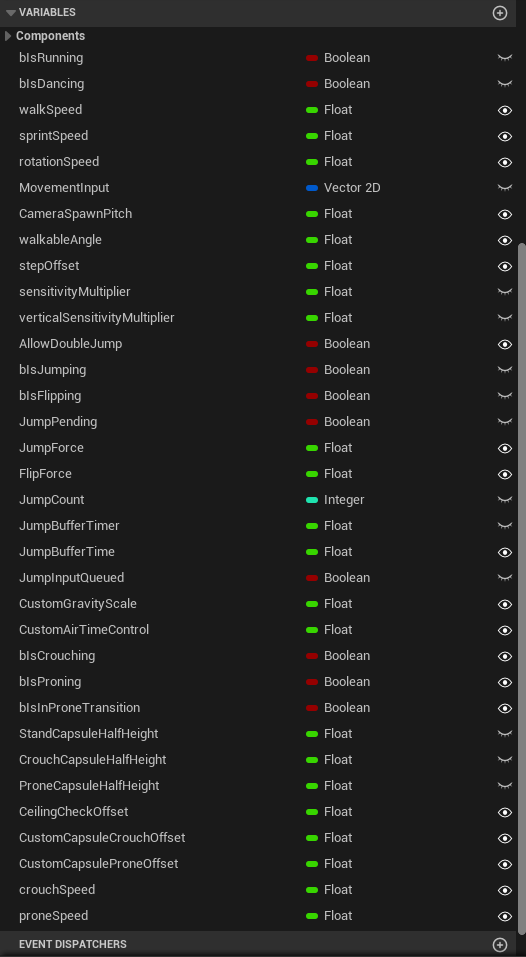 VARIABLES
Components
bIsRunning Boolean
bIsDancing Boolean
walkSpeed Float
sprintSpeed Float
rotationSpeed Float
MovementInput Vector 2D
CameraSpawnPitch Float
walkableAngle Float
stepOffset Float
sensitivityMultiplier Float
verticalSensitivityMultiplier Float
AllowDoubleJump Boolean
bIsJumping Boolean
bIsFlipping Boolean
JumpPending Boolean
JumpForce Float
FlipForce Float
JumpCount Integer
JumpBufferTimer Float
JumpBufferTime Float
JumpInputQueued Boolean
CustomGravityScale Float
CustomAirTimeControl Float
bIsCrouching Boolean
bIsProning Boolean
bIsInProneTransition Boolean
StandCapsuleHalfHeight Float
CrouchCapsuleHalfHeight Float
ProneCapsuleHalfHeight Float
CeilingCheckOffset Float
CustomCapsuleCrouchOffset Float
CustomCapsuleProneOffset Float
crouchSpeed Float
proneSpeed Float
EVENT DISPATCHERS